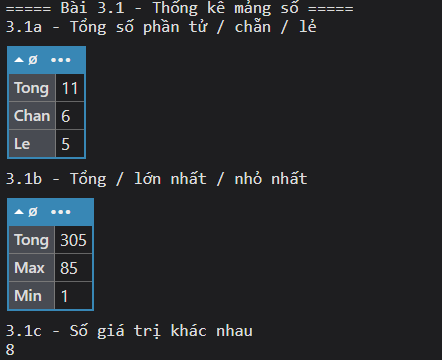 ===== Bài 3.1 - Thống kê mảng số =====
3.1a - Tổng số phần tử / chẵn / lẻ
ø •••
Tong 11
Chan 6
Le 5
3.1b - Tổng / lớn nhất / nhỏ nhất
ø •••
Tong 305
Max 85
Min 1
3.1c - Số giá trị khác nhau
8